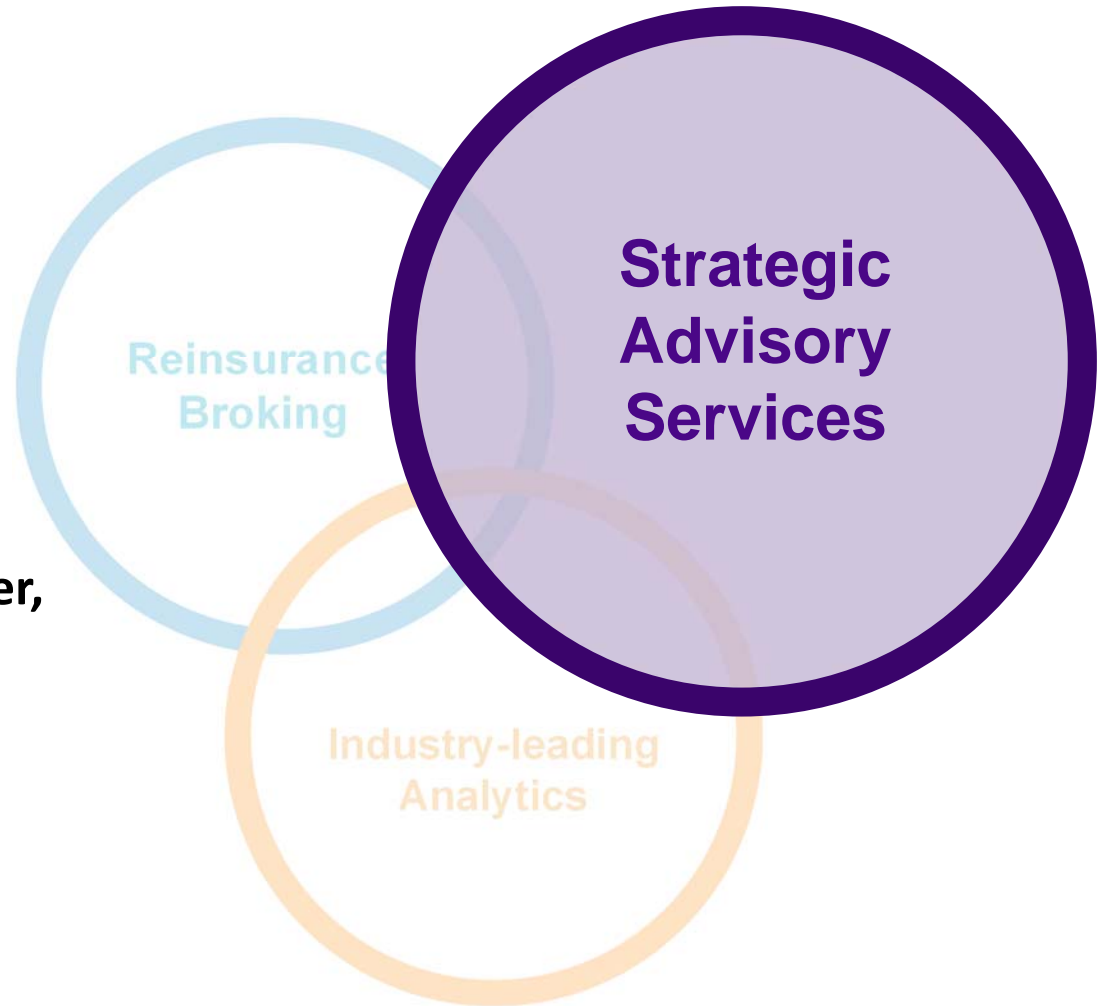 Strategic
Advisory
Services
Reinsurance
Broking
er,
Industry-leading
Analytics